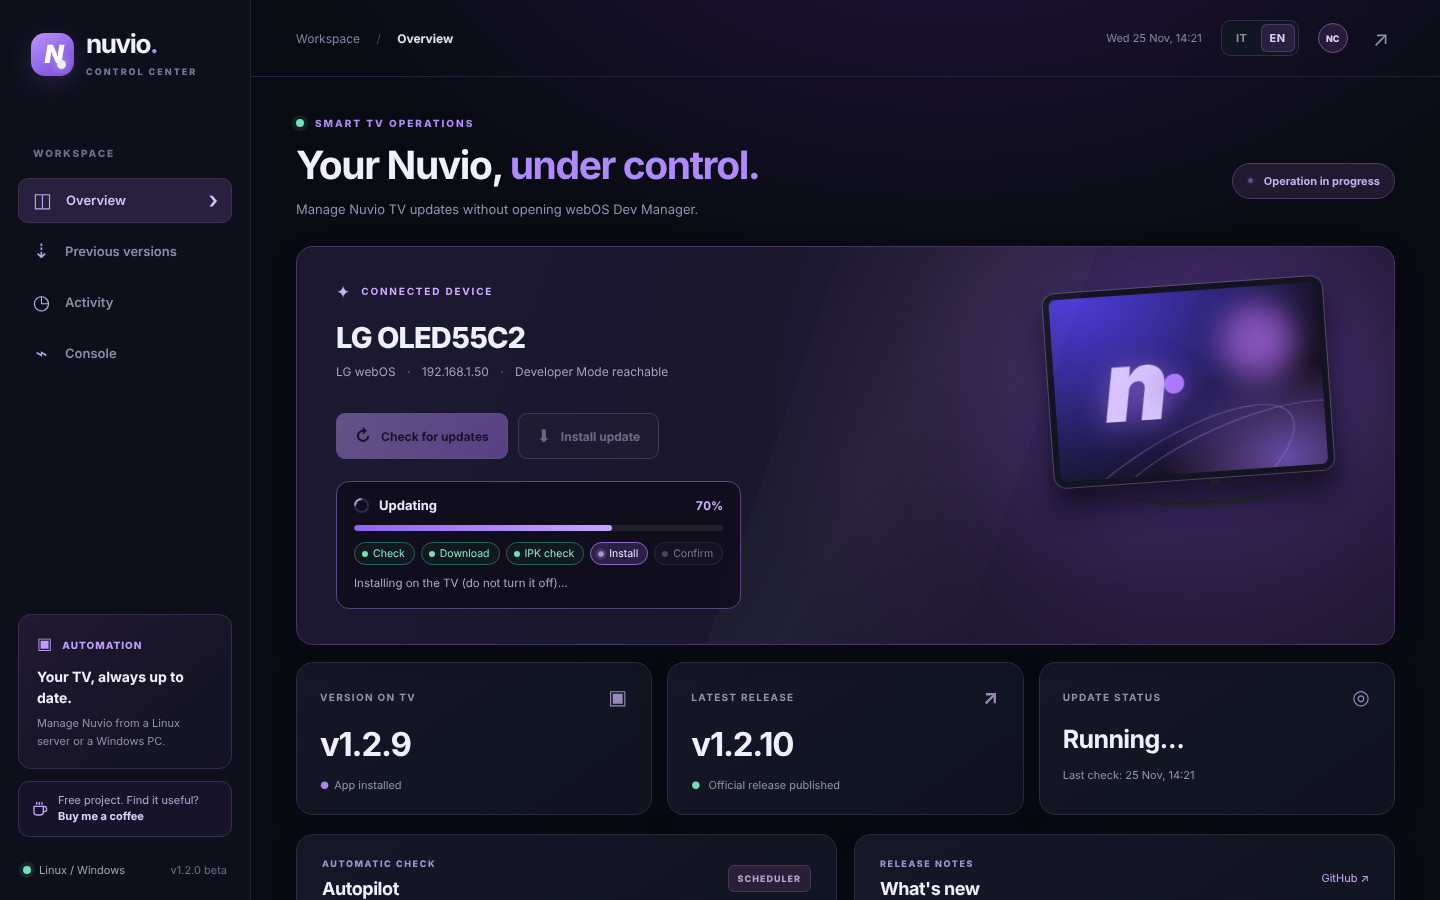 nuvio.
CONTROL CENTER
WORKSPACE
Overview
Previous versions
Activity
Console
AUTOMATION
Your TV, always up to
date.
Manage Nuvio from a Linux
server or a Windows PC.
Free project. Find it useful?
Buy me a coffee
Linux / Windows
v1.2.0 beta
Workspace / Overview
Wed 25 Nov, 14:21
IT
EN
NC
SMART TV OPERATIONS
Your Nuvio, under control.
Manage Nuvio TV updates without opening webOS Dev Manager.
Operation in progress
CONNECTED DEVICE
LG OLED55C2
LG webOS · 192.168.1.50 · Developer Mode reachable
Check for updates
Install update
Updating
70%
Check
Download
IPK check
Install
Confirm
Installing on the TV (do not turn it off)...
n
VERSION ON TV
v1.2.9
App installed
LATEST RELEASE
v1.2.10
Official release published
UPDATE STATUS
Running...
Last check: 25 Nov, 14:21
AUTOMATIC CHECK
Autopilot
SCHEDULER
RELEASE NOTES
What's new
GitHub ↗